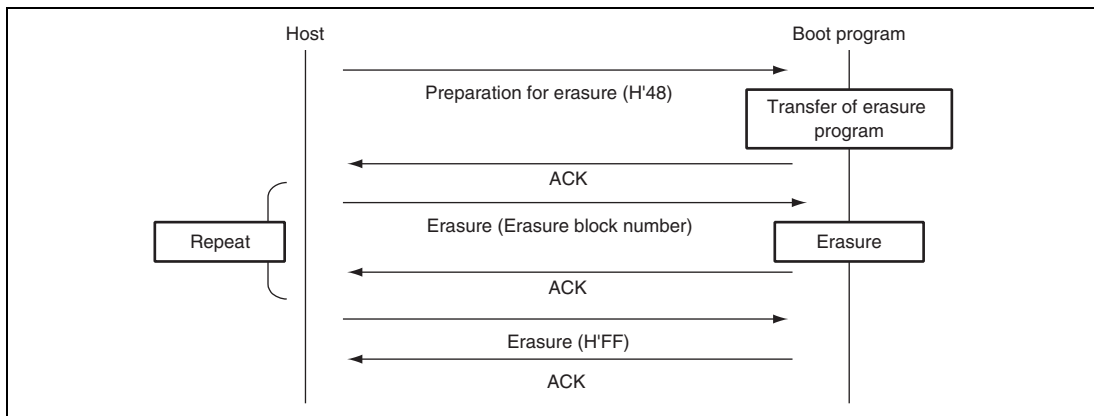 Host
Boot program
Preparation for erasure (H'48)
Transfer of erasure
program
ACK
Erasure (Erasure block number)
Repeat
Erasure
ACK
Erasure (H'FF)
ACK